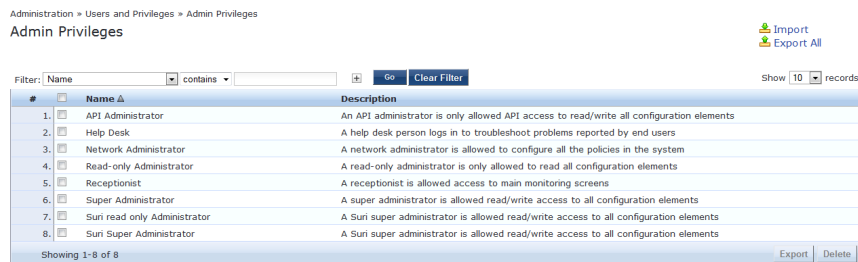 Administration » Users and Privileges » Admin Privileges
Admin Privileges
Import
Export All
Filter: Name contains + Go Clear Filter Show 10 records
# Name Description
1. API Administrator An API administrator is only allowed API access to read/write all configuration elements
2. Help Desk A help desk person logs in to troubleshoot problems reported by end users
3. Network Administrator A network administrator is allowed to configure all the policies in the system
4. Read-only Administrator A read-only administrator is only allowed to read all configuration elements
5. Receptionist A receptionist is allowed access to main monitoring screens
6. Super Administrator A super administrator is allowed read/write access to all configuration elements
7. Suri read only Administrator A Suri super administrator is allowed read/write access to all configuration elements
8. Suri Super Administrator A Suri super administrator is allowed read/write access to all configuration elements
Showing 1-8 of 8 Export Delete